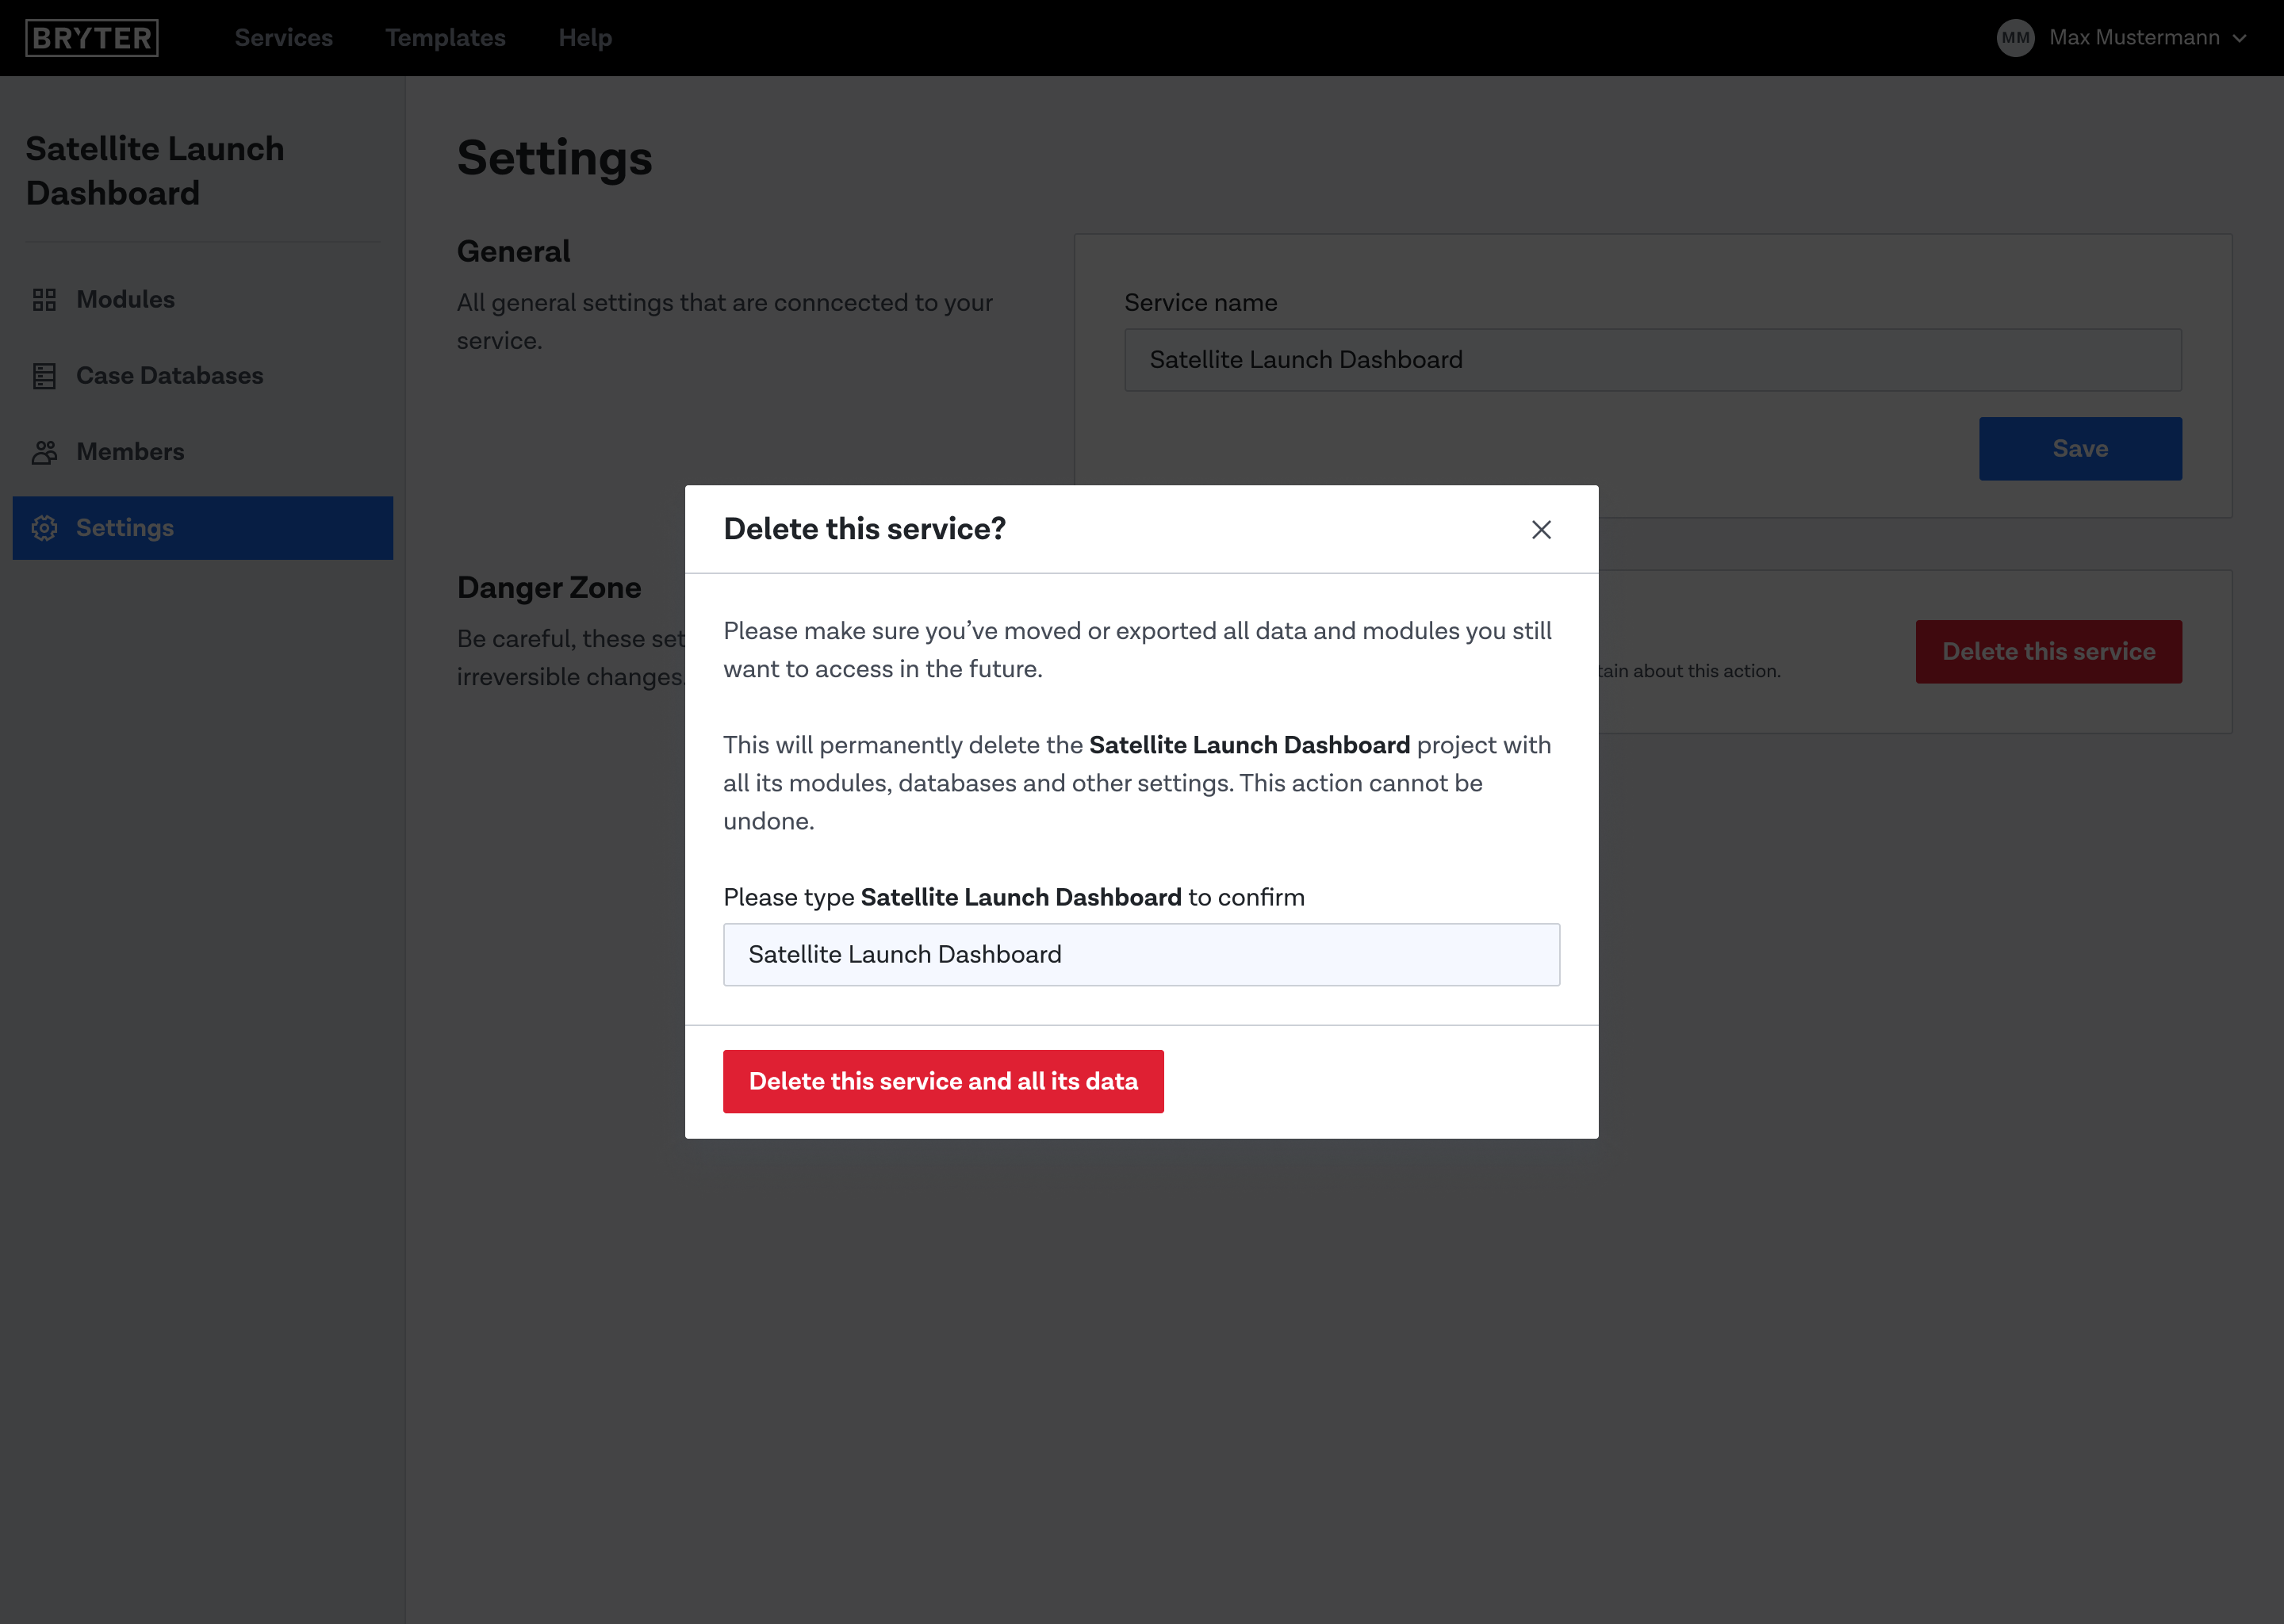 BRYTER
Services
Templates
Help
MM
Max Mustermann
Satellite Launch
Dashboard
Modules
Case Databases
Members
Settings
Settings
General
All general settings that are conncected to your
service.
Service name
Satellite Launch Dashboard
Save
Danger Zone
Be careful, these
irreversible changes
about this action.
Delete this service
Delete this service?
Please make sure you’ve moved or exported all data and modules you still
want to access in the future.
This will permanently delete the Satellite Launch Dashboard project with
all its modules, databases and other settings. This action cannot be
undone.
Please type Satellite Launch Dashboard to confirm
Satellite Launch Dashboard
Delete this service and all its data